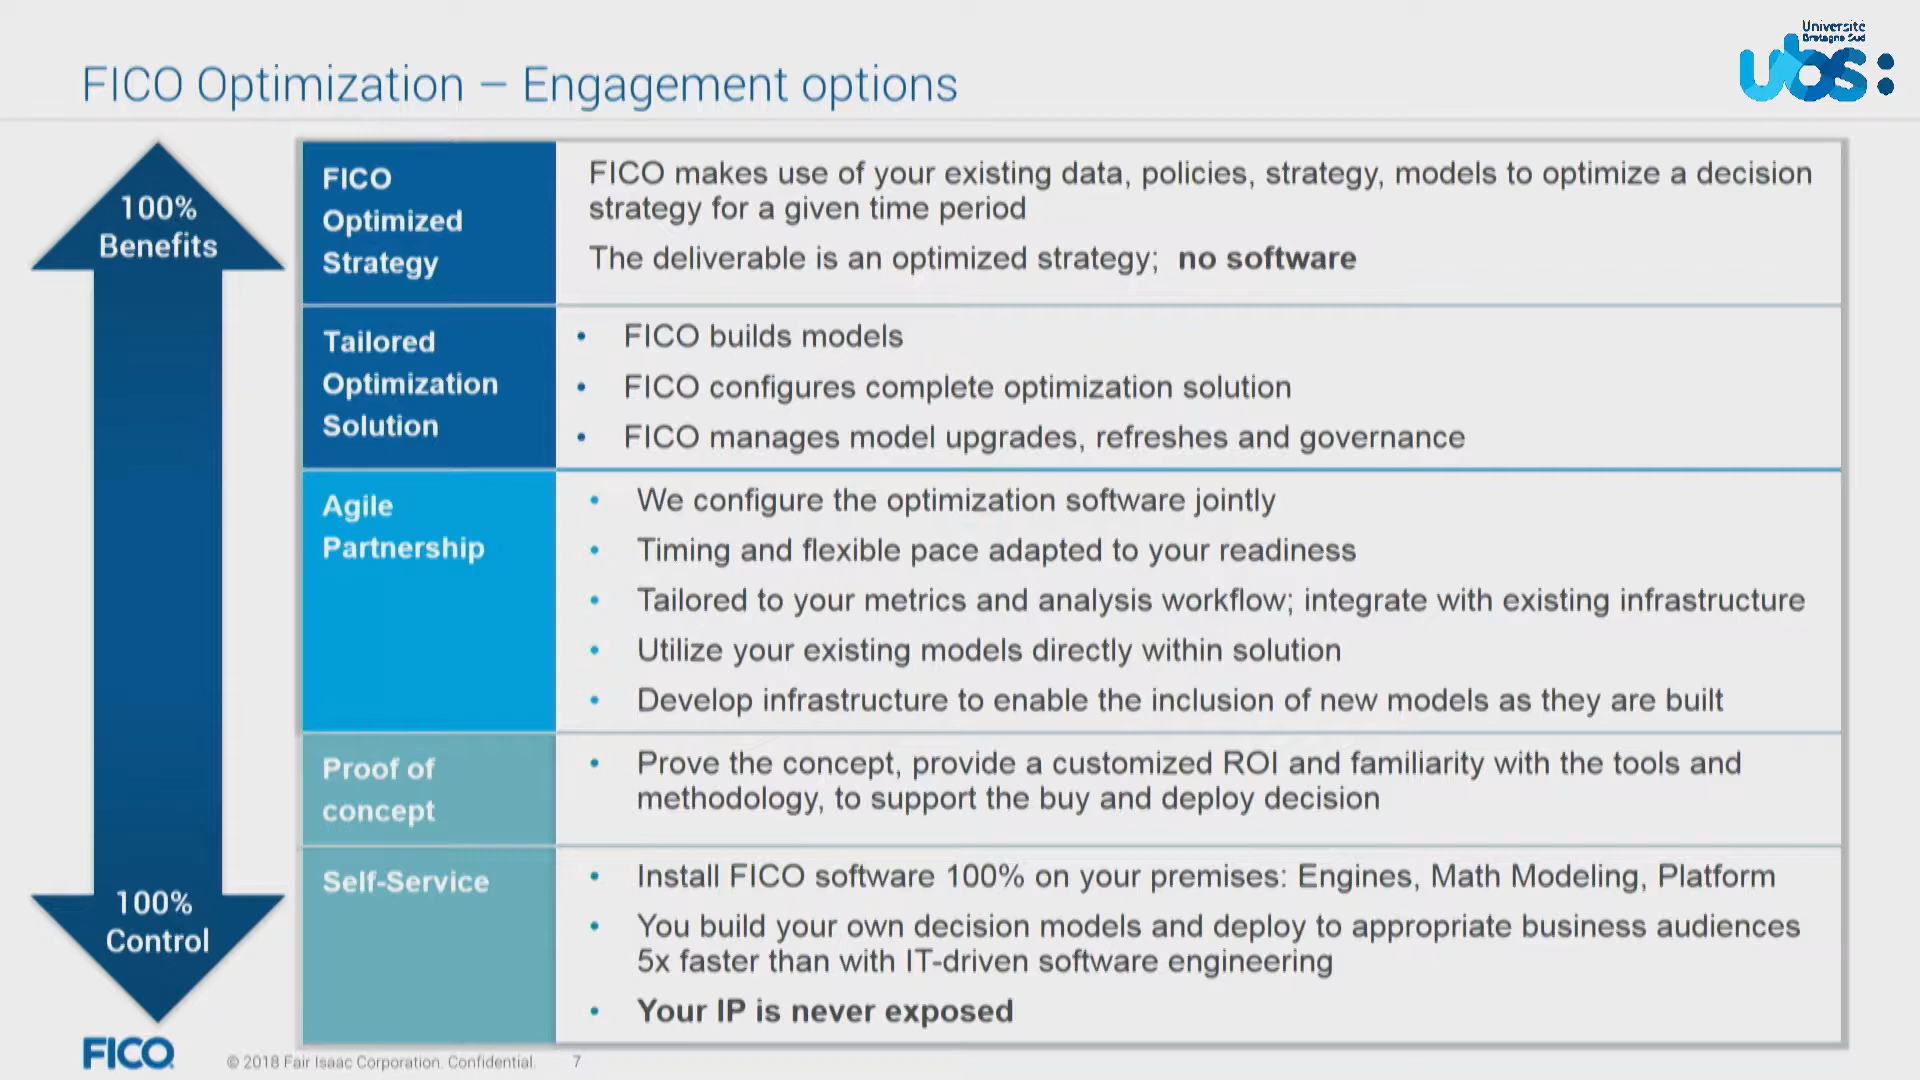 Université
Bretagne Sud
ubs:
FICO Optimization – Engagement options
100%
Benefits
FICO
Optimized
Strategy
FICO makes use of your existing data, policies, strategy, models to optimize a decision
strategy for a given time period
The deliverable is an optimized strategy; no software
Tailored
Optimization
Solution
• FICO builds models
• FICO configures complete optimization solution
• FICO manages model upgrades, refreshes and governance
Agile
Partnership
• We configure the optimization software jointly
• Timing and flexible pace adapted to your readiness
• Tailored to your metrics and analysis workflow; integrate with existing infrastructure
• Utilize your existing models directly within solution
• Develop infrastructure to enable the inclusion of new models as they are built
Proof of
concept
• Prove the concept, provide a customized ROI and familiarity with the tools and
methodology, to support the buy and deploy decision
Self-Service
• Install FICO software 100% on your premises: Engines, Math Modeling, Platform
• You build your own decision models and deploy to appropriate business audiences
5x faster than with IT-driven software engineering
• Your IP is never exposed
100%
Control
FICO
© 2018 Fair Isaac Corporation. Confidential.
7